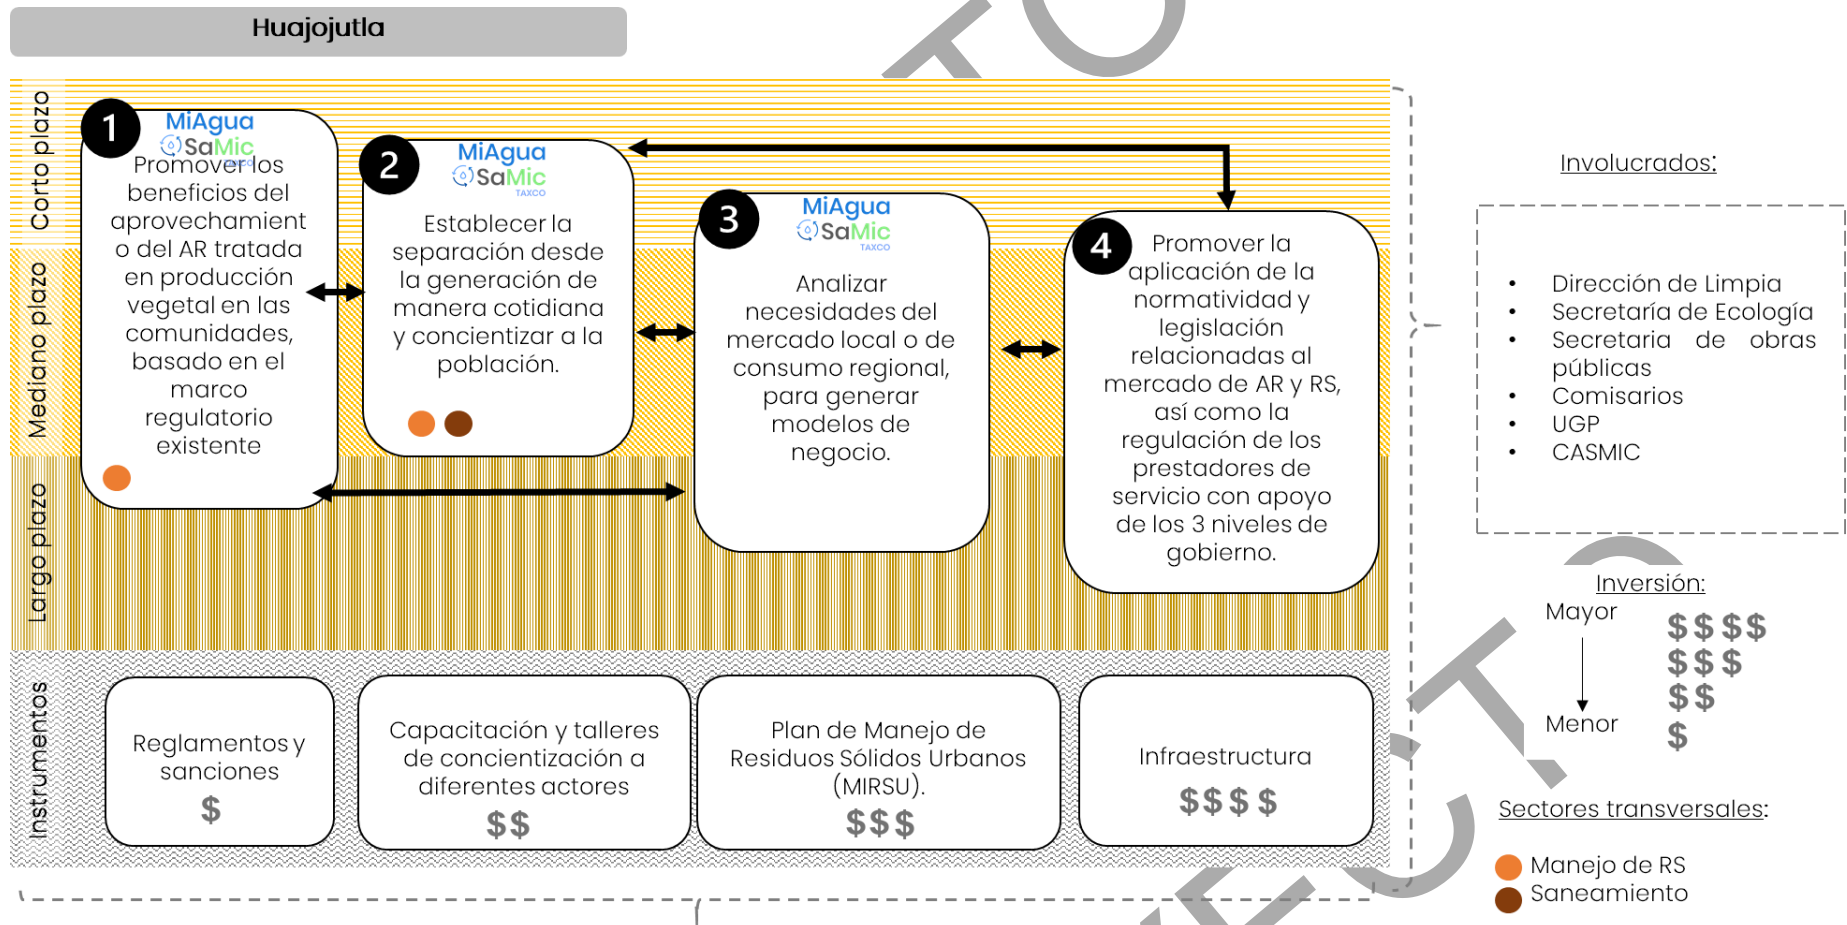 Huajojutla
Corto plazo
Mediano plazo
Largo plazo
Instrumentos
1
MiAgua
SaMic
TAXCO
Promover los
beneficios del
aprovechamient
o del AR tratada
en producción
vegetal en las
comunidades,
basado en el
marco
regulatorio
existente
2
MiAgua
SaMic
TAXCO
Establecer la
separación desde
la generación de
manera cotidiana
y concientizar a la
población.
3
MiAgua
SaMic
TAXCO
Analizar
necesidades del
mercado local o de
consumo regional,
para generar
modelos de
negocio.
4
Promover la
aplicación de la
normatividad y
legislación
relacionadas al
mercado de AR y RS,
así como la
regulación de los
prestadores de
servicio con apoyo
de los 3 niveles de
gobierno.
Reglamentos y
sanciones
$
Capacitación y talleres
de concientización a
diferentes actores
$$
Plan de Manejo de
Residuos Sólidos Urbanos
(MIRSU).
$$$
Infraestructura
$$$$
Involucrados:
• Dirección de Limpia
• Secretaría de Ecología
• Secretaria de obras
públicas
• Comisarios
• UGP
• CASMIC
Inversión:
Mayor
$$$$
$$$
$$
Menor
$
Sectores transversales:
Manejo de RS
Saneamiento